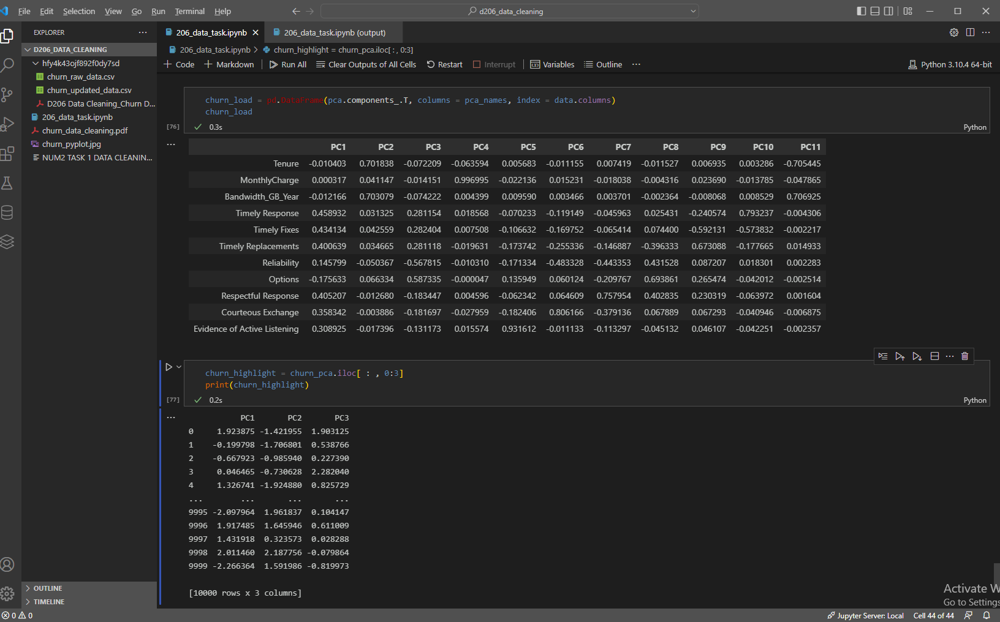 File Edit Selection View Go Run Terminal Help
d206_data_cleaning
EXPLORER
206_data_task.ipynb
206_data_task.ipynb (output)
D206_DATA_CLEANING
hfy4k43ojf892f0dy7sd
churn_raw_data.csv
churn_updated_data.csv
D206 Data Cleaning_Churn D...
206_data_task.ipynb
churn_data_cleaning.pdf
churn_pyplot.jpg
NUM2 TASK 1 DATA CLEANIN...
OUTLINE
TIMELINE
206_data_task.ipynb > churn_highlight = churn_pca.iloc[ : , 0:3]
+ Code + Markdown | Run All Clear Outputs of All Cells Restart Interrupt | Variables Outline ...
Python 3.10.4 64-bit
churn_load = pd.DataFrame(pca.components_.T, columns = pca_names, index = data.columns)
churn_load
[76] ✓ 0.3s
Python
PC1 PC2 PC3 PC4 PC5 PC6 PC7 PC8 PC9 PC10 PC11
Tenure -0.010403 0.701838 -0.072209 -0.063594 0.005683 -0.011155 0.007419 -0.011527 0.006935 0.003286 -0.705445
MonthlyCharge 0.000317 0.041147 -0.014151 0.996995 -0.022136 0.015231 -0.018038 -0.004316 0.023690 -0.013785 -0.047865
Bandwidth_GB_Year -0.012166 0.703079 -0.074222 0.004399 0.009590 0.003466 0.003701 -0.002364 -0.008068 0.008529 0.706925
Timely Response 0.458932 0.031325 0.281154 0.018568 -0.070233 -0.119149 -0.045963 0.025431 -0.240574 0.793237 -0.004306
Timely Fixes 0.434134 0.042559 0.282404 0.007508 -0.106632 -0.169752 -0.065414 0.074400 -0.592131 -0.573832 -0.002217
Timely Replacements 0.400639 0.034665 0.281118 -0.019631 -0.173742 -0.255336 -0.146887 -0.396333 0.673088 -0.177665 0.014933
Reliability 0.145799 -0.050367 -0.567815 -0.010310 -0.171334 -0.483328 -0.443353 0.431528 0.087207 0.018301 0.002283
Options -0.175633 0.066334 0.587335 -0.000047 0.135949 0.060124 -0.209767 0.693861 0.265474 -0.042012 -0.002514
Respectful Response 0.405207 -0.012680 -0.183447 0.004596 -0.062342 0.064609 0.757954 0.402835 0.230319 -0.063972 0.001604
Courteous Exchange 0.358342 -0.003886 -0.181697 -0.027959 -0.182406 0.806166 -0.379136 0.067889 0.067293 -0.040946 -0.006875
Evidence of Active Listening 0.308925 -0.017396 -0.131173 0.015574 0.931612 -0.011133 -0.113297 -0.045132 0.046107 -0.042251 -0.002357
churn_highlight = churn_pca.iloc[ : , 0:3]
print(churn_highlight)
[77] ✓ 0.2s
Python
PC1 PC2 PC3
0 1.923875 -1.421955 1.903125
1 -0.199798 -1.706801 0.538766
2 -0.667923 -0.985940 0.227390
3 0.046465 -0.730628 2.282040
4 1.326741 -1.924880 0.825729
... ... ... ...
9995 -2.097964 1.961837 0.104147
9996 1.917485 1.645946 0.611009
9997 1.431918 0.323573 0.028288
9998 2.011460 2.187756 -0.079864
9999 -2.266364 1.591986 -0.819973
[10000 rows x 3 columns]
Activate W
Go to Settings
0 0
Jupyter Server: Local Cell 44 of 44